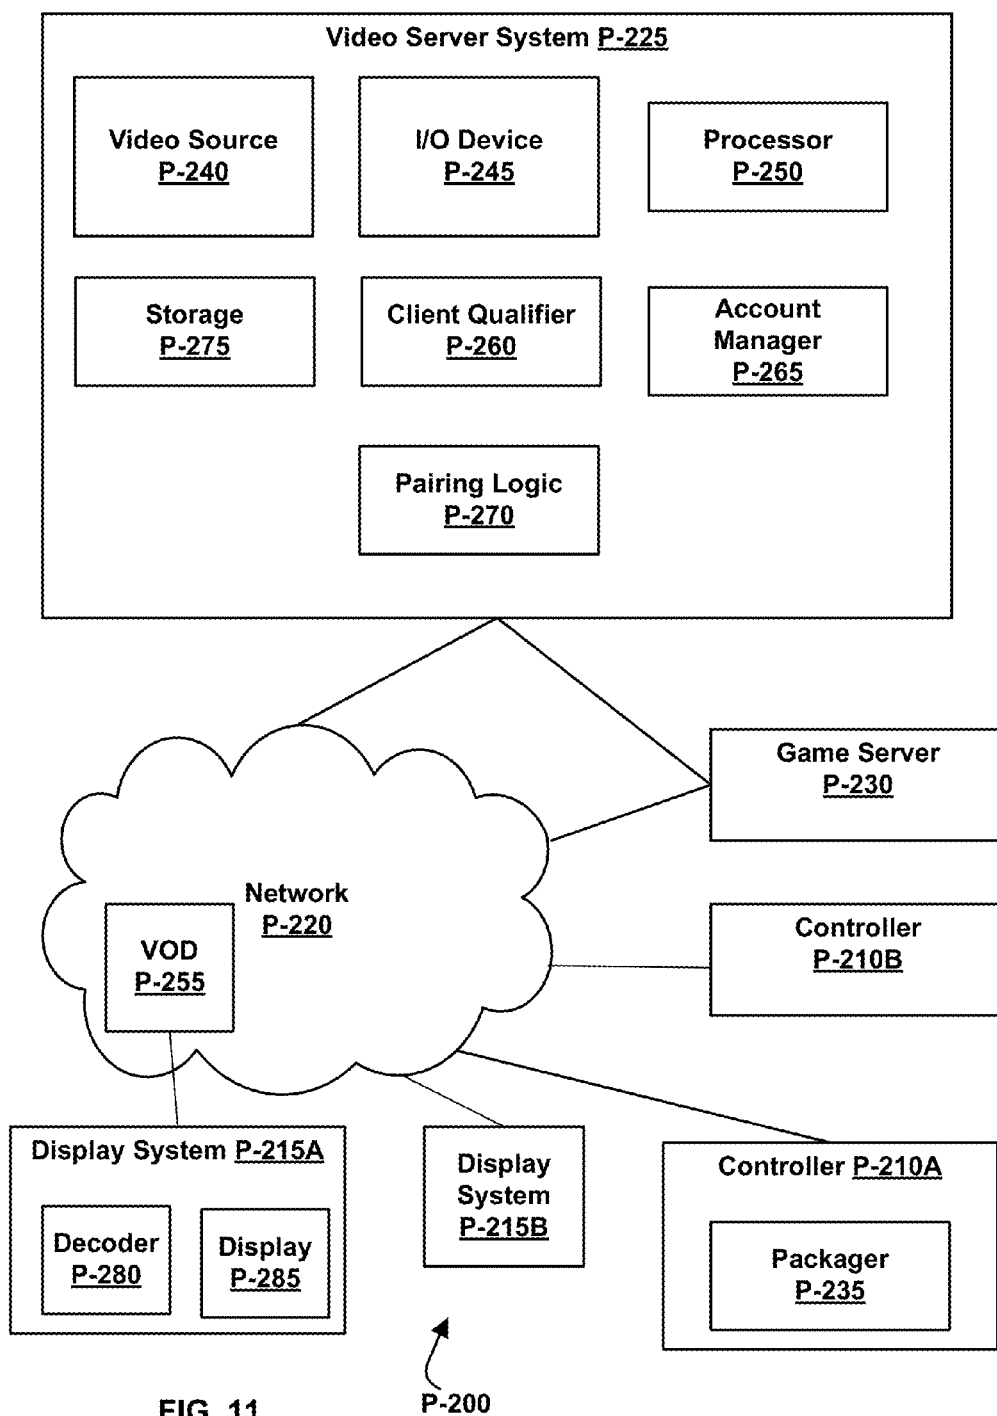 Video Server System P-225
Video Source
P-240
I/O Device
P-245
Processor
P-250
Storage
P-275
Client Qualifier
P-260
Account
Manager
P-265
Pairing Logic
P-270
Game Server
P-230
Network
P-220
VOD
P-255
Controller
P-210B
Display System P-215A
Decoder
P-280
Display
P-285
Display
System
P-215B
Controller P-210A
Packager
P-235
P-200
FIG. 11